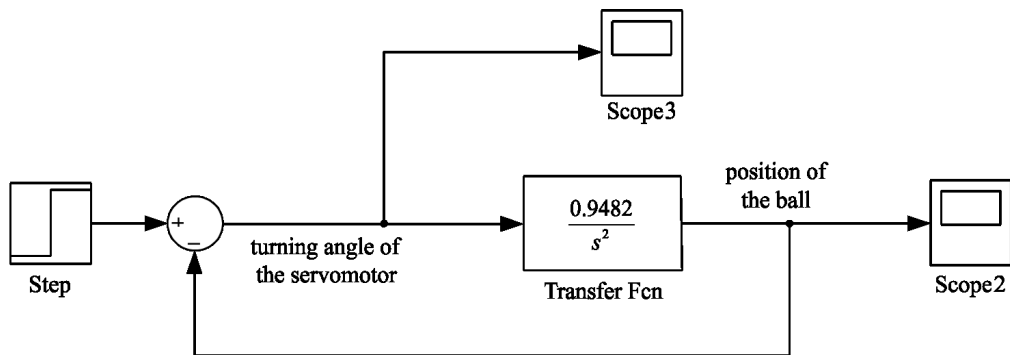 Scope3
position of
the ball
+
−
0.9482
s²
turning angle of
the servomotor
Step
Transfer Fcn
Scope2